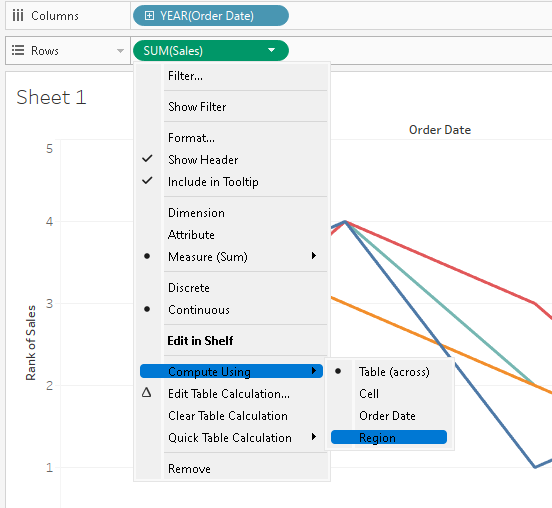 Columns
YEAR(Order Date)
Rows
SUM(Sales)
Filter...
Sheet 1
Show Filter
Format...
Order Date
Show Header
Include in Tooltip
Dimension
Attribute
Measure (Sum)
Discrete
Continuous
Edit in Shelf
Compute Using
Table (across)
Edit Table Calculation...
Cell
Clear Table Calculation
Order Date
Quick Table Calculation
Region
Remove
Rank of Sales
5
4
3
2
1